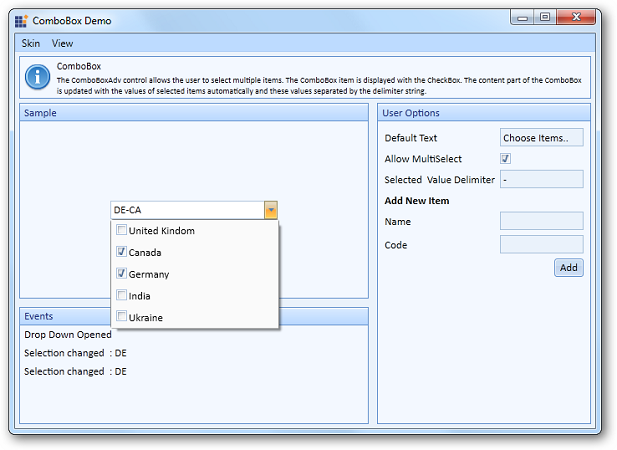 ComboBox Demo
Skin View
ComboBox
The ComboBoxAdv control allows the user to select multiple items. The ComboBox item is displayed with the CheckBox. The content part of the ComboBox
is updated with the values of selected items automatically and these values separated by the delimiter string.
Sample
DE-CA
United Kindom
Canada
Germany
India
Ukraine
Events
Drop Down Opened
Selection changed : DE
Selection changed : DE
User Options
Default Text Choose Items..
Allow MultiSelect
Selected Value Delimiter -
Add New Item
Name
Code
Add